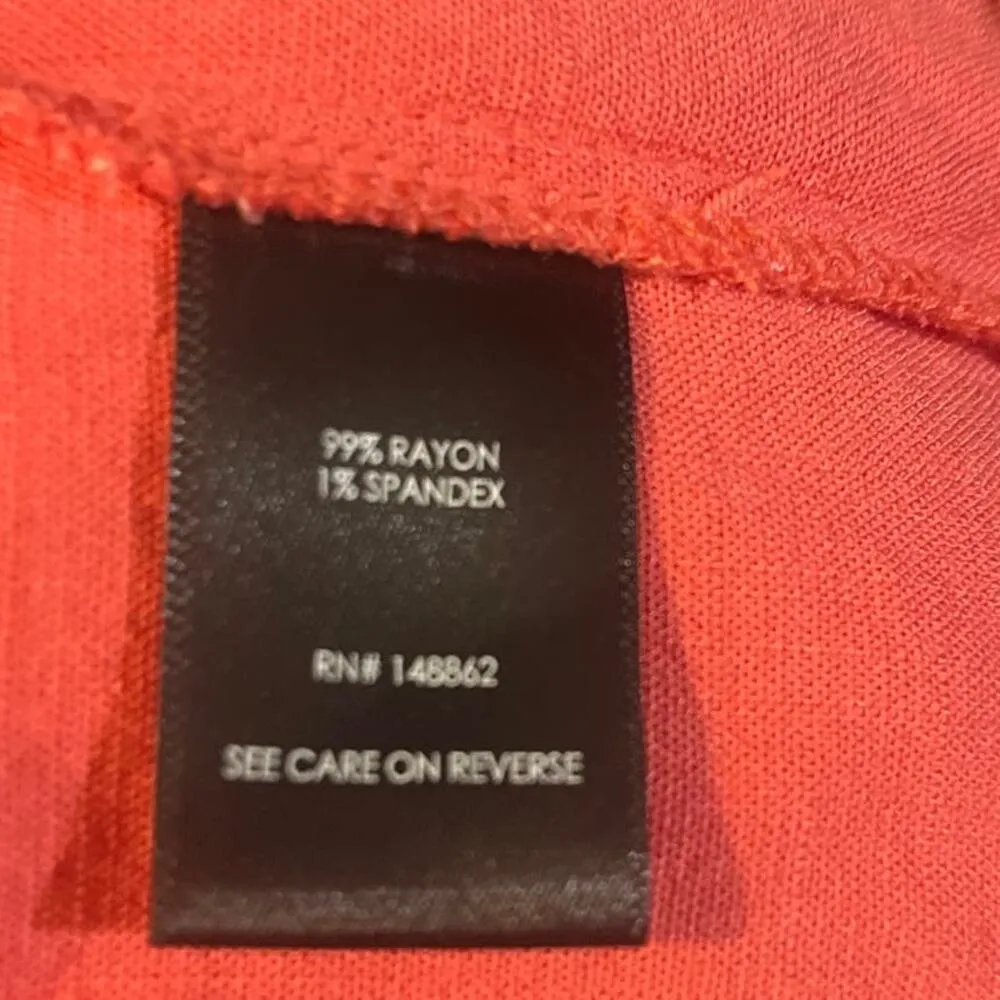 99% RAYON
1% SPANDEX
RN# 148862
SEE CARE ON REVERSE